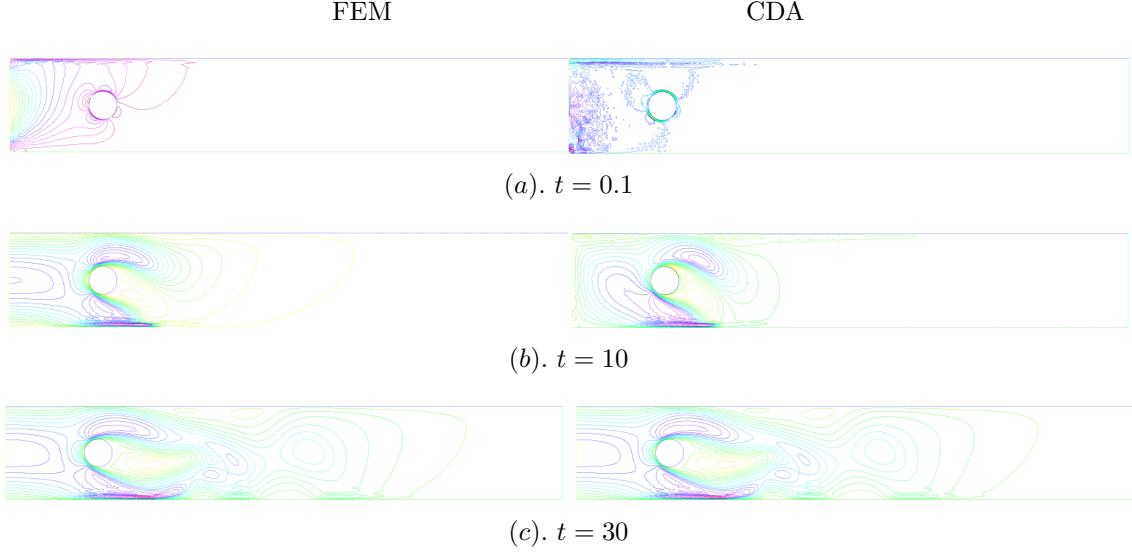 FEM CDA
(a). t = 0.1
(b). t = 10
(c). t = 30